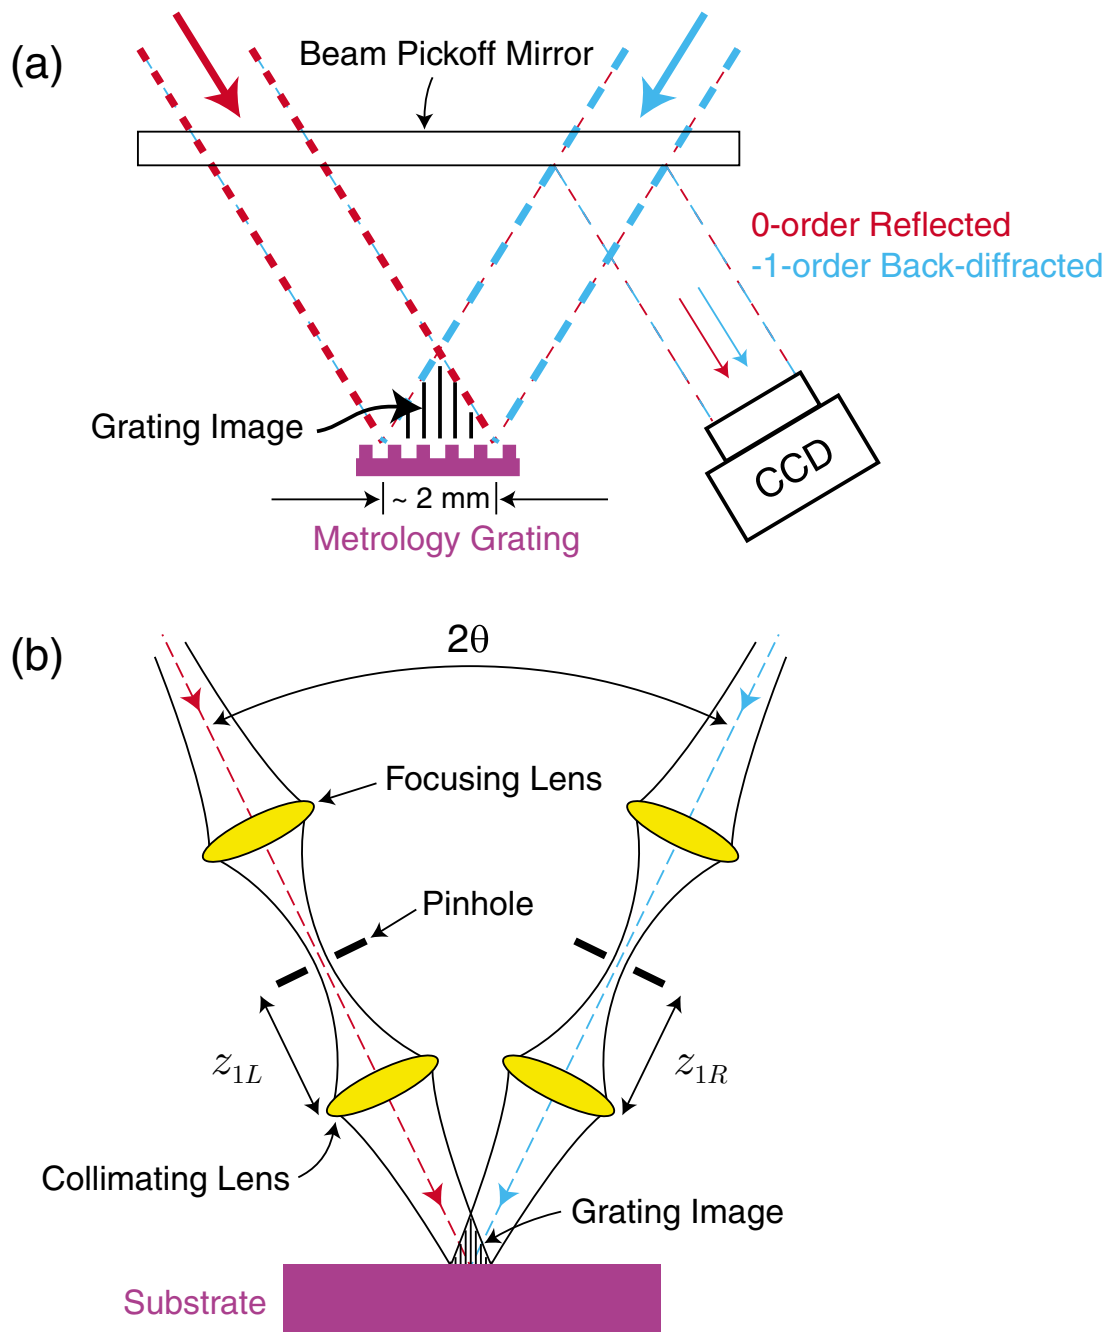 (a)
Beam Pickoff Mirror
0-order Reflected
-1-order Back-diffracted
Grating Image
CCD
~ 2 mm
Metrology Grating
(b)
2θ
Focusing Lens
Pinhole
z1L
z1R
Collimating Lens
Grating Image
Substrate